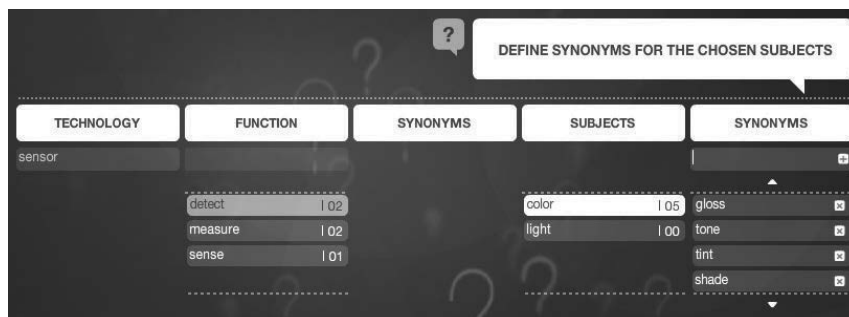 ?
DEFINE SYNONYMS FOR THE CHOSEN SUBJECTS
TECHNOLOGY FUNCTION SYNONYMS SUBJECTS SYNONYMS
sensor
detect | 02 color | 05 gloss
measure | 02 light | 00 tone
sense | 01 tint
shade